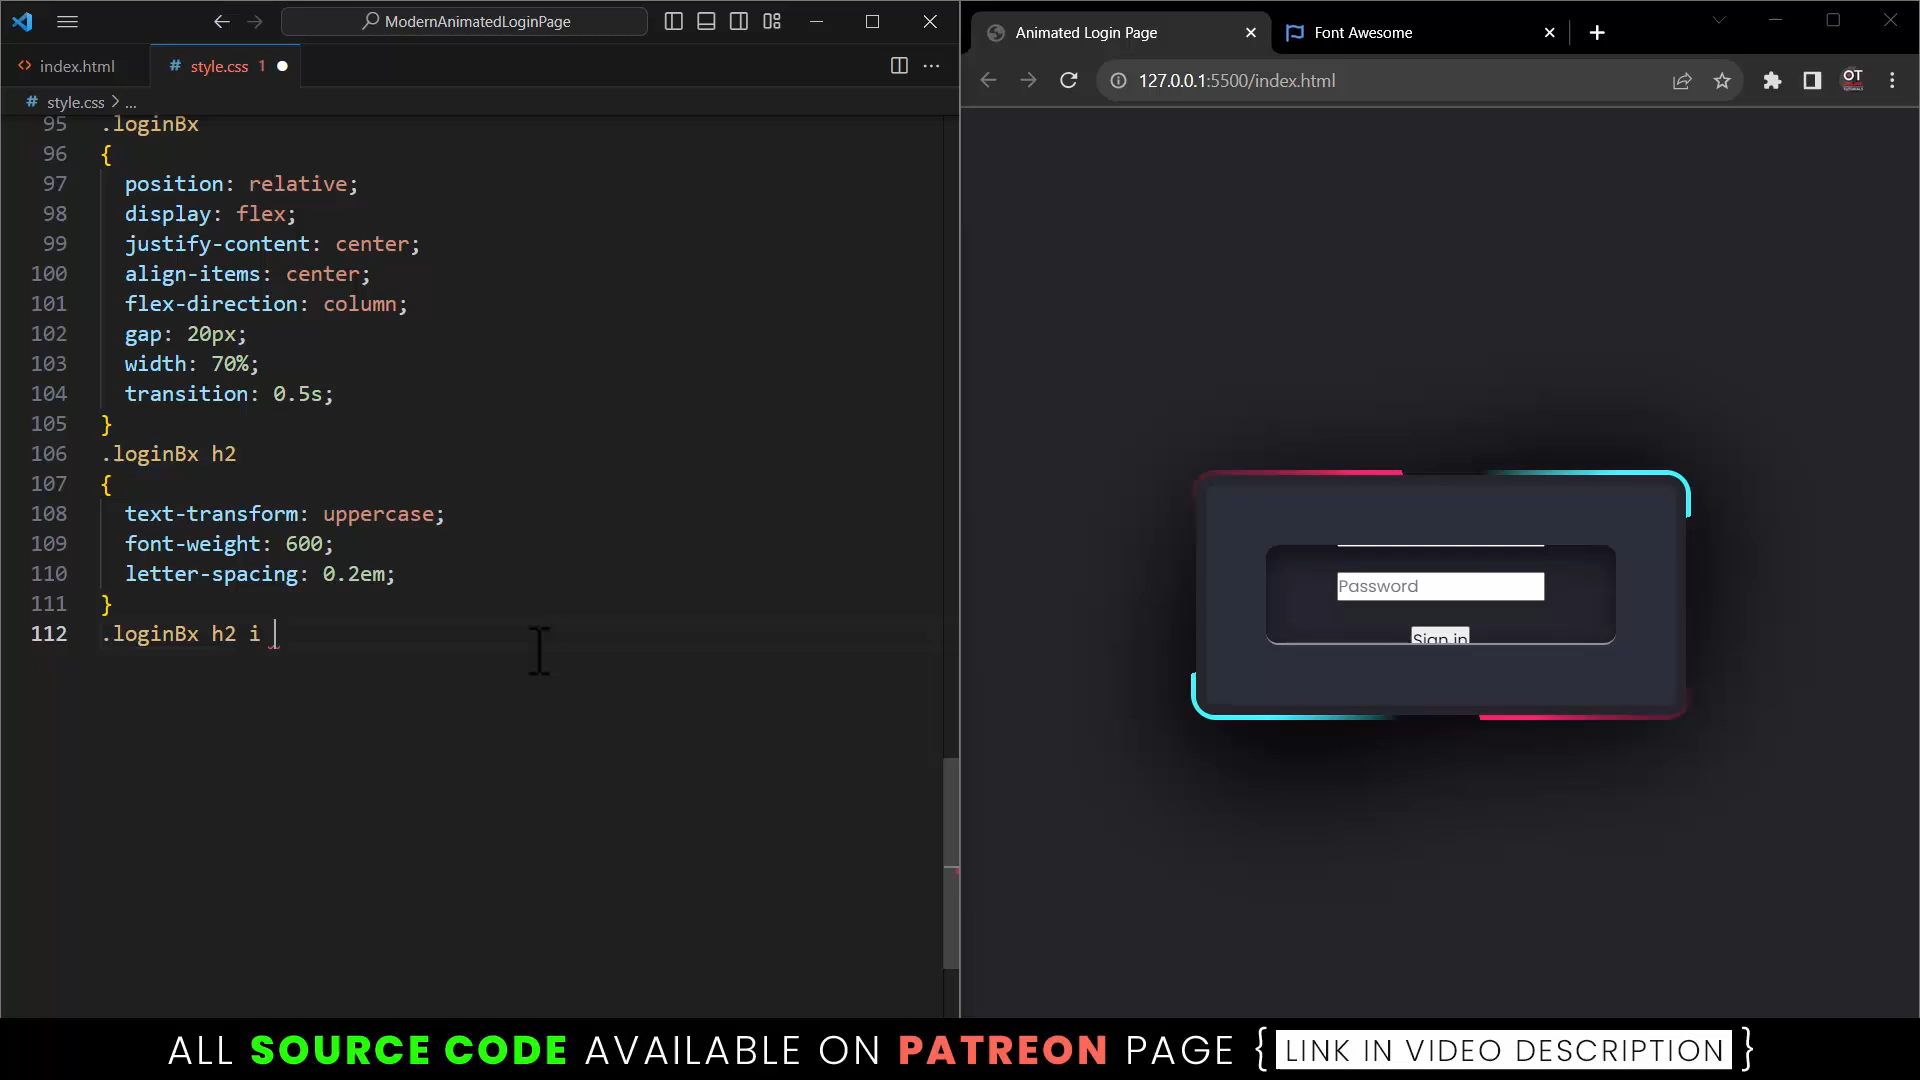 ModernAnimatedLoginPage
index.html
# style.css 1
# style.css > ...
95 .loginBx
96 {
97 position: relative;
98 display: flex;
99 justify-content: center;
100 align-items: center;
101 flex-direction: column;
102 gap: 20px;
103 width: 70%;
104 transition: 0.5s;
105 }
106 .loginBx h2
107 {
108 text-transform: uppercase;
109 font-weight: 600;
110 letter-spacing: 0.2em;
111 }
112 .loginBx h2 i
Animated Login Page
Font Awesome
127.0.0.1:5500/index.html
OT
Password
Sign in
ALL SOURCE CODE AVAILABLE ON PATREON PAGE { LINK IN VIDEO DESCRIPTION }